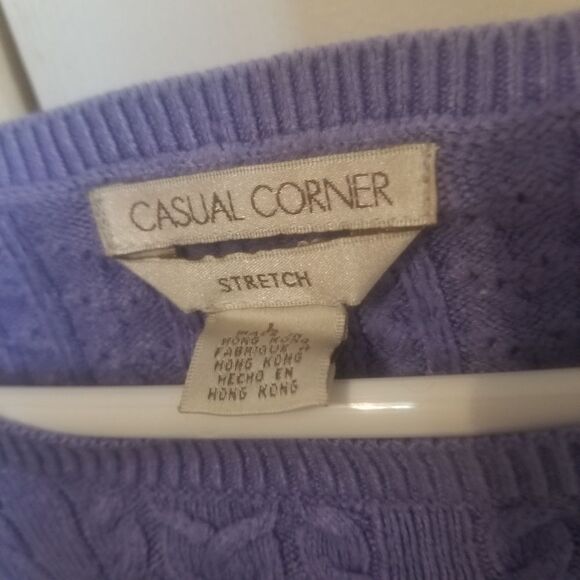 CASUAL CORNER
STRETCH
L
HONG KONG
FABRIQUE
HONG KONG
HECHO EN
HONG KONG